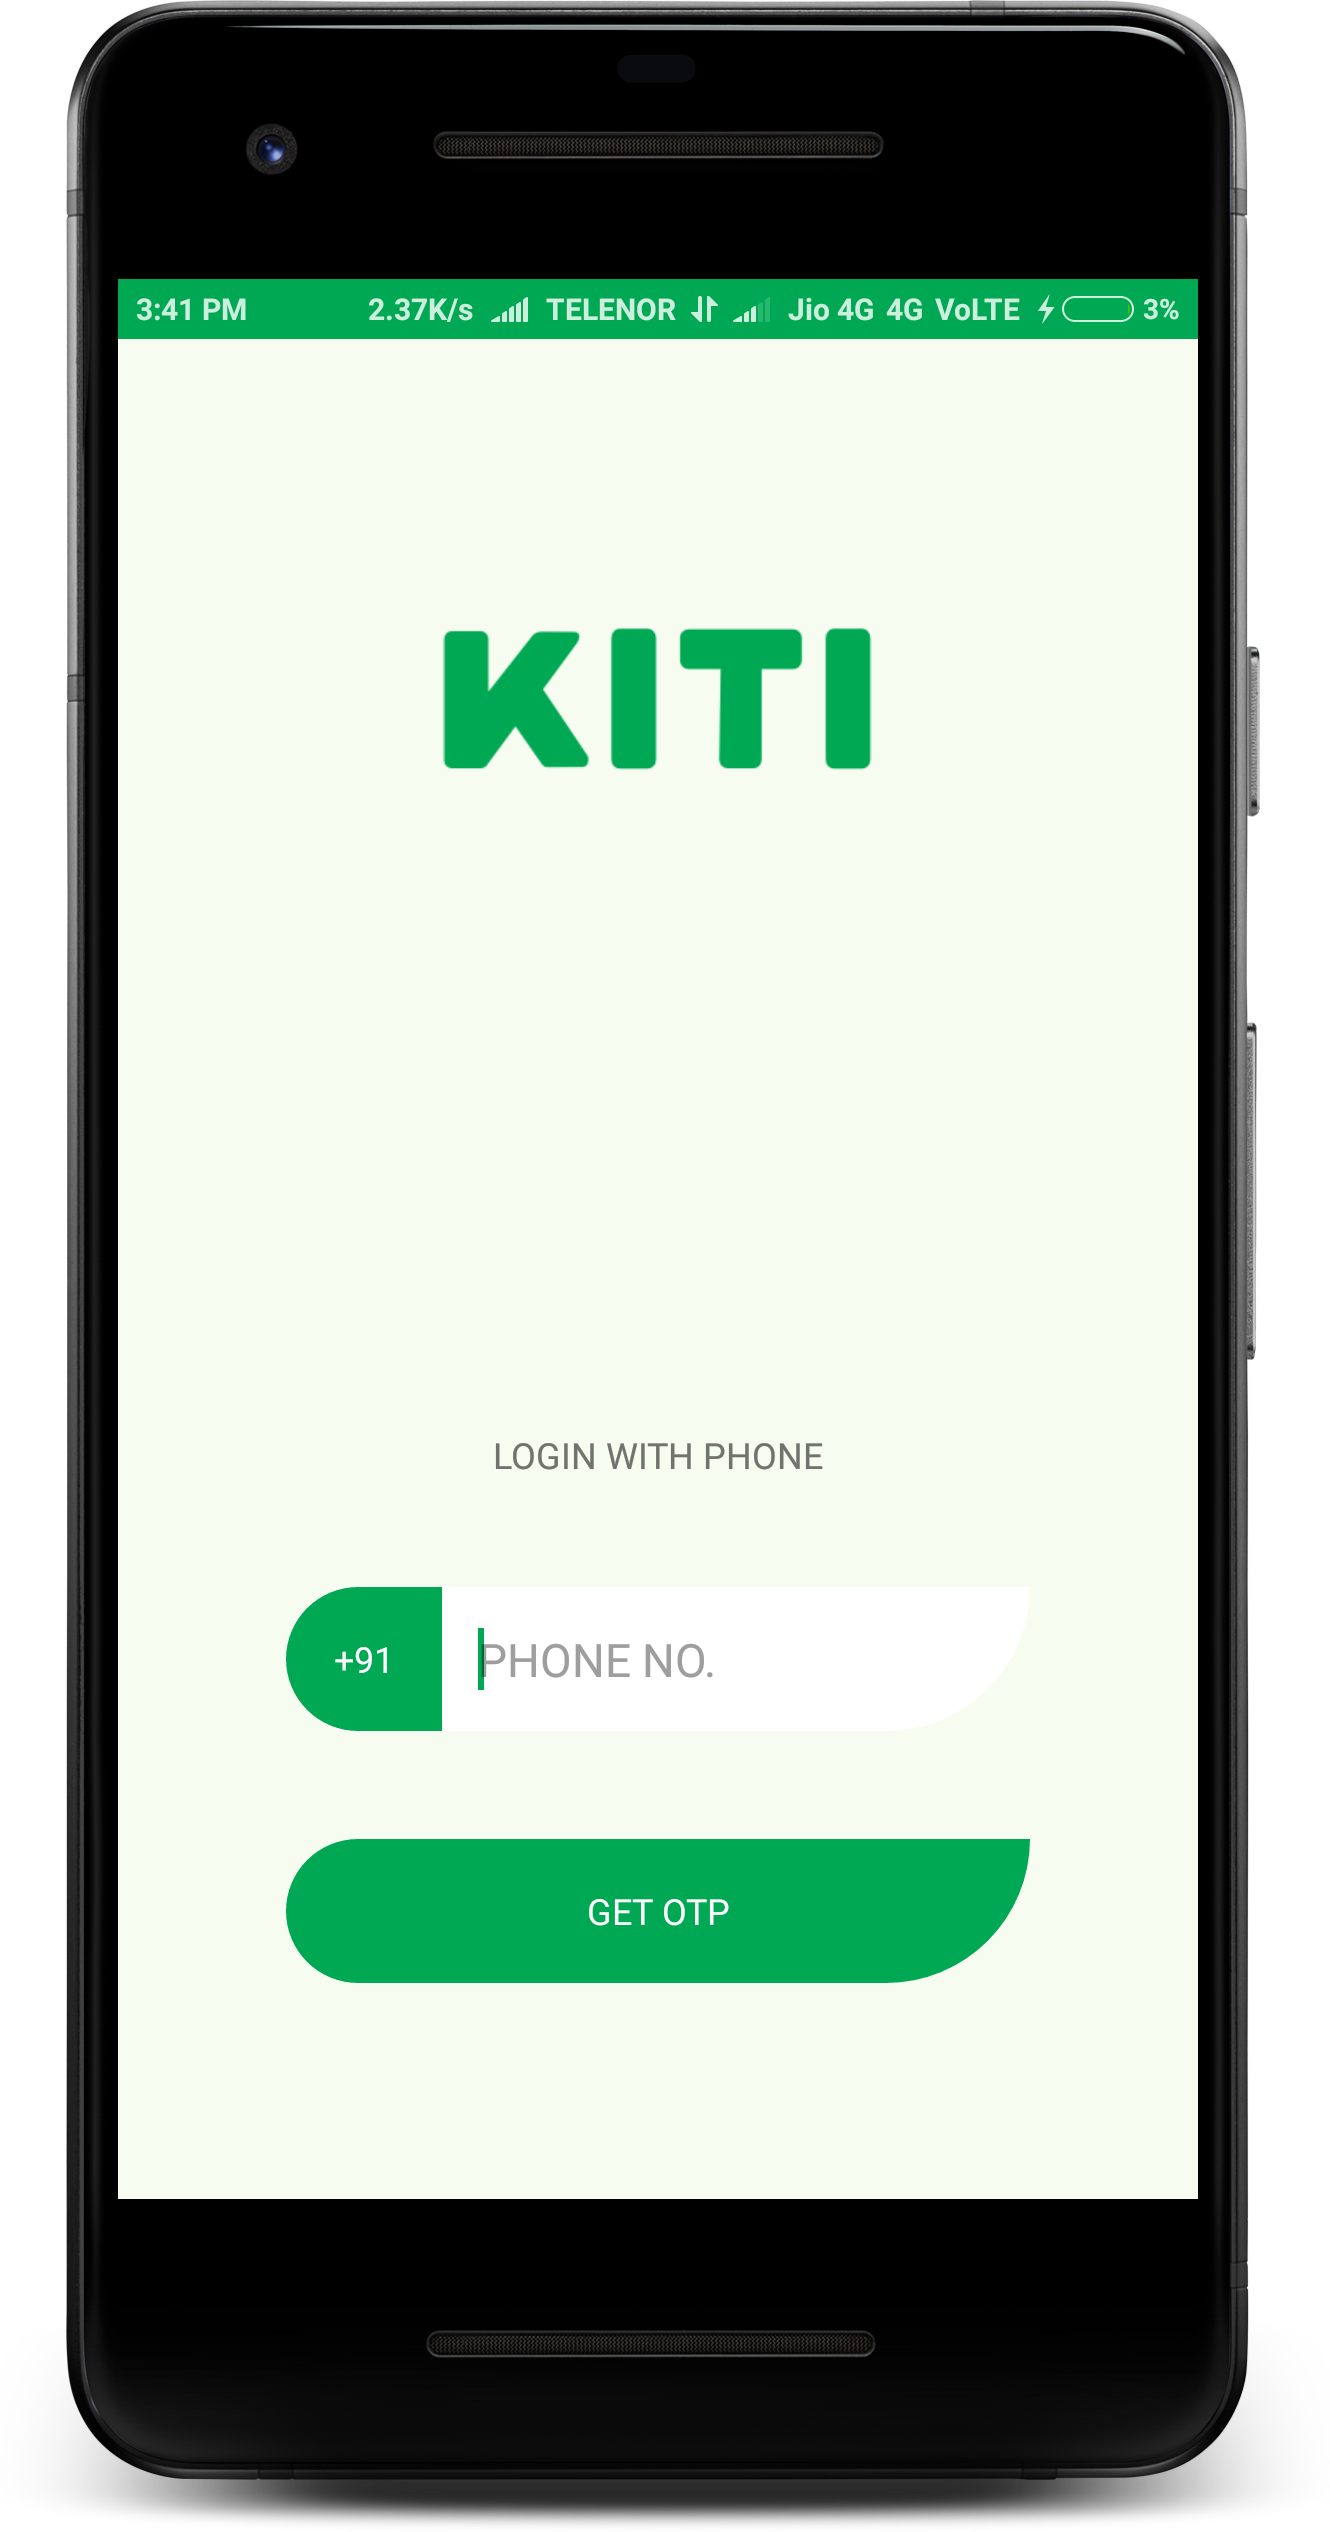 3:41 PM 2.37K/s TELENOR Jio 4G 4G VoLTE 3%
KITI
LOGIN WITH PHONE
+91 PHONE NO.
GET OTP